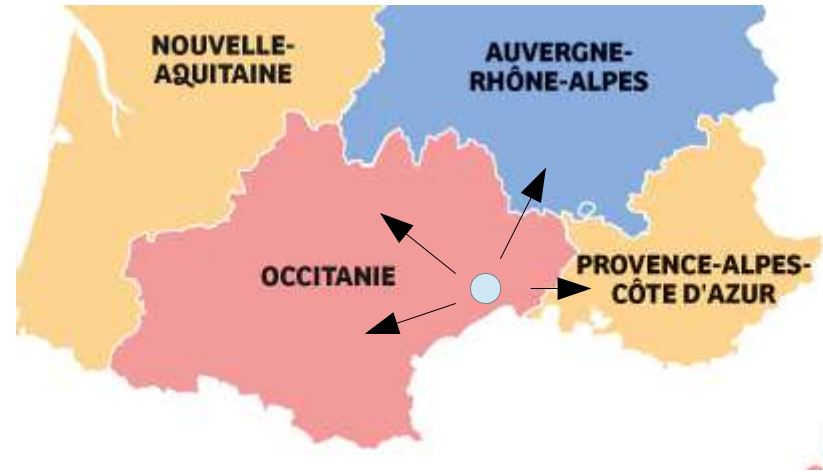 NOUVELLE-
AQUITAINE
AUVERGNE-
RHÔNE-ALPES
OCCITANIE
PROVENCE-ALPES-
CÔTE D'AZUR